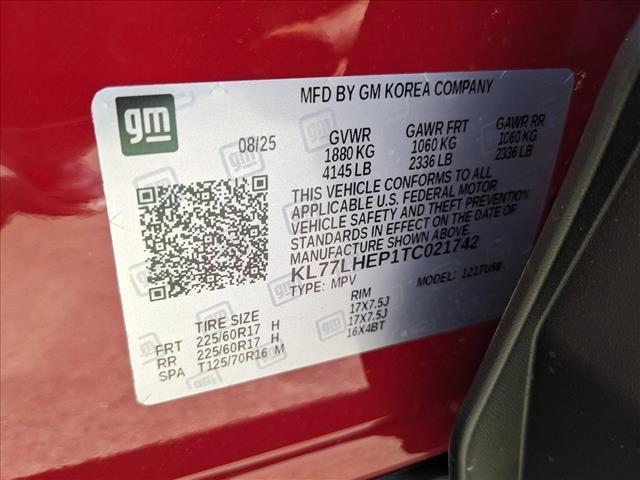 MFD BY GM KOREA COMPANY
gm
08/25
GVWR GAWR FRT GAWR RR
1880 KG 1060 KG 1060 KG
4145 LB 2336 LB 2336 LB
THIS VEHICLE CONFORMS TO ALL
APPLICABLE U.S. FEDERAL MOTOR
VEHICLE SAFETY AND THEFT PREVENTION
STANDARDS IN EFFECT ON THE DATE OF
MANUFACTURE SHOWN ABOVE.
KL77LHEP1TC021742
TYPE: MPV MODEL: 1TUSB
TIRE SIZE RIM
FRT 225/60R17 H 17X7.5J
RR 225/60R17 H 17X7.5J
SPA T125/70R16 M 16X4BT